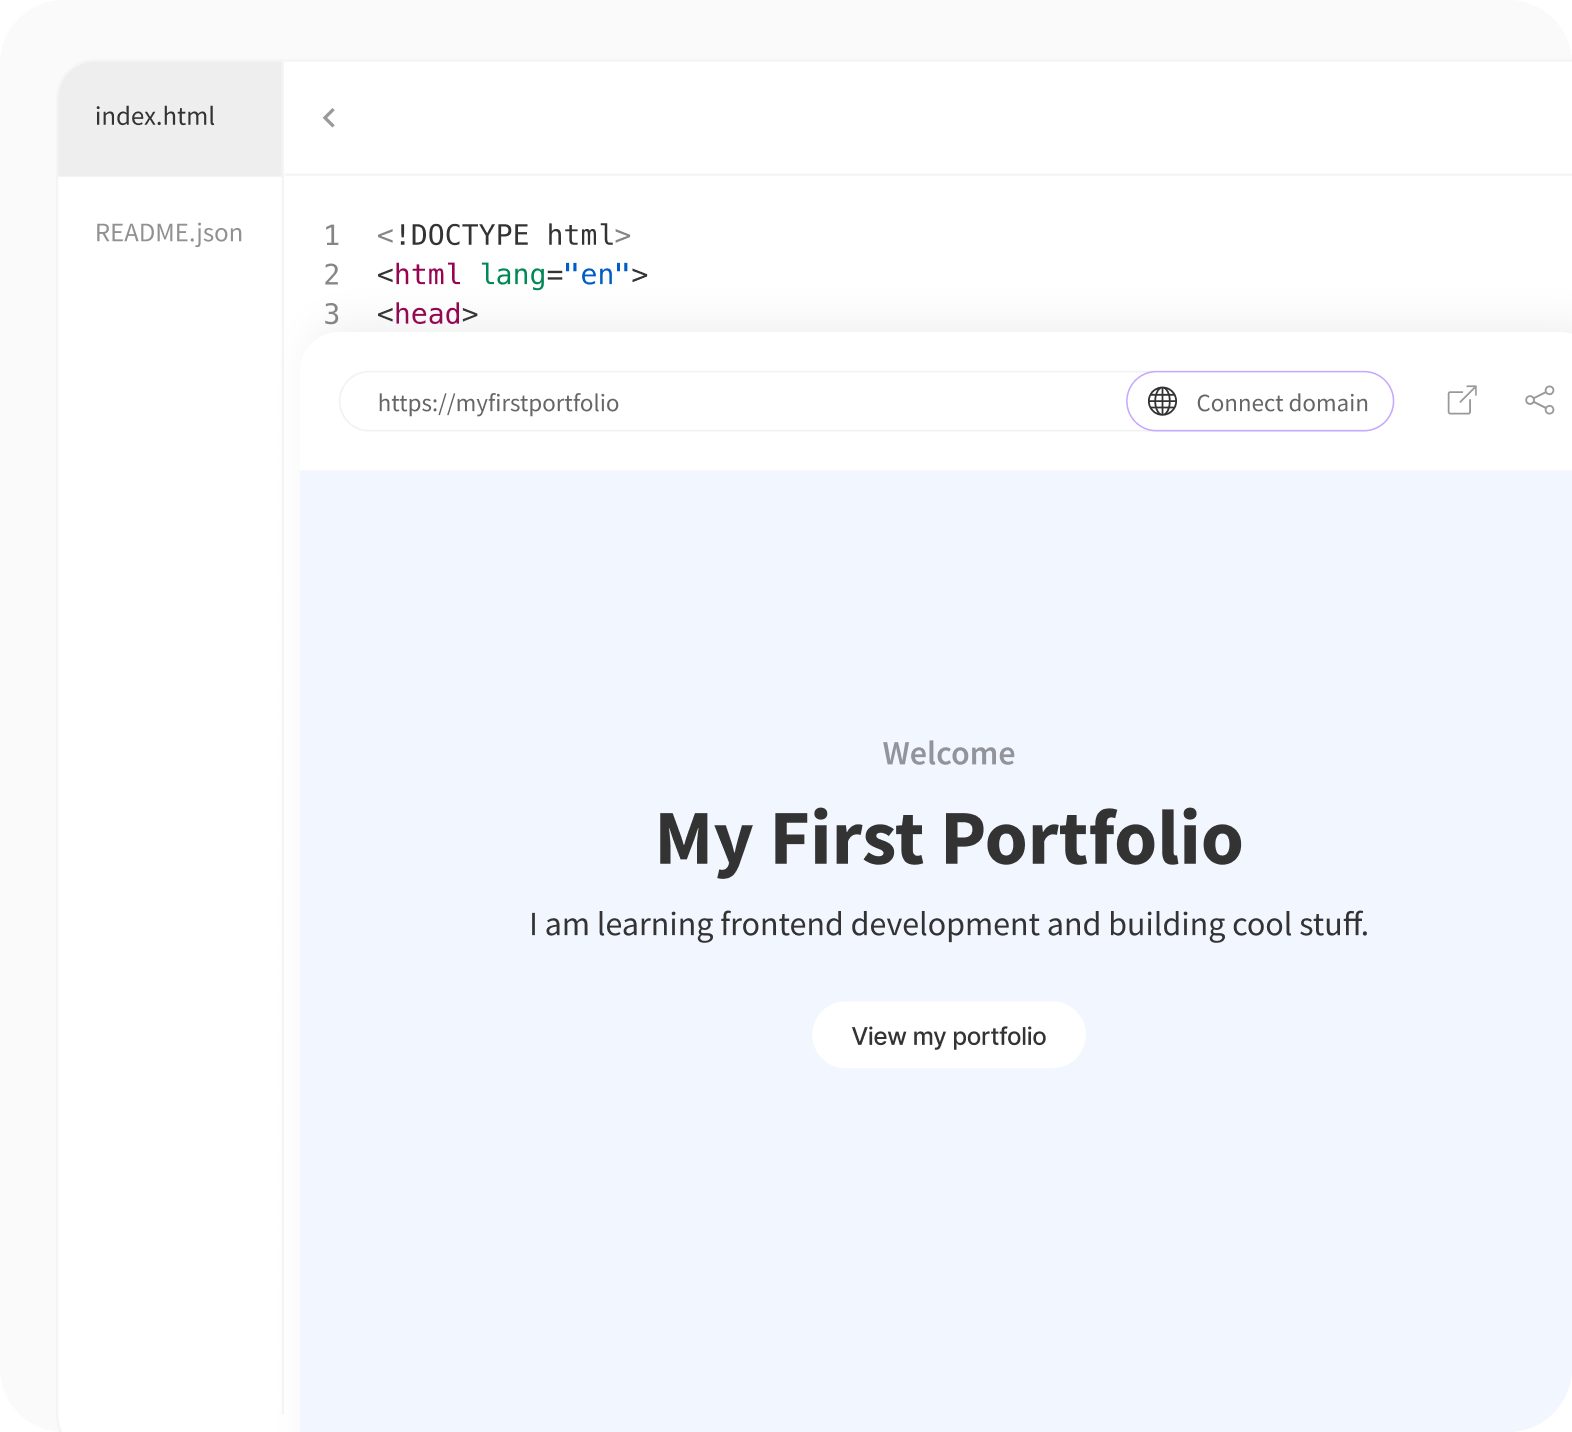 index.html
README.json
1 <!DOCTYPE html>
2 <html lang="en">
3 <head>
https://myfirstportfolio
Connect domain
Welcome
My First Portfolio
I am learning frontend development and building cool stuff.
View my portfolio